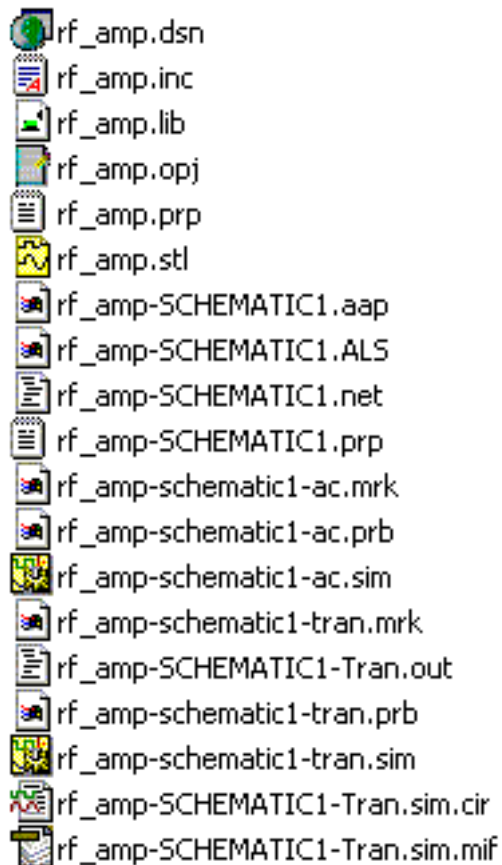 rf_amp.dsn
rf_amp.inc
rf_amp.lib
rf_amp.opj
rf_amp.prp
rf_amp.stl
rf_amp-SCHEMATIC1.aap
rf_amp-SCHEMATIC1.ALS
rf_amp-SCHEMATIC1.net
rf_amp-SCHEMATIC1.prp
rf_amp-schematic1-ac.mrk
rf_amp-schematic1-ac.prb
rf_amp-schematic1-ac.sim
rf_amp-schematic1-tran.mrk
rf_amp-SCHEMATIC1-Tran.out
rf_amp-schematic1-tran.prb
rf_amp-schematic1-tran.sim
rf_amp-SCHEMATIC1-Tran.sim.cir
rf_amp-SCHEMATIC1-Tran.sim.mif